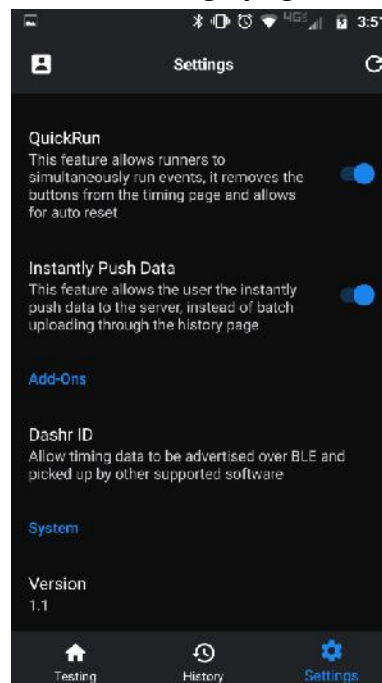 4GE 3:51
Settings
QuickRun
This feature allows runners to
simultaneously run events, it removes the
buttons from the timing page and allows
for auto reset
Instantly Push Data
This feature allows the user the instantly
push data to the server, instead of batch
uploading through the history page
Add-Ons
Dashr ID
Allow timing data to be advertised over BLE and
picked up by other supported software
System
Version
1.1
Testing History Settings